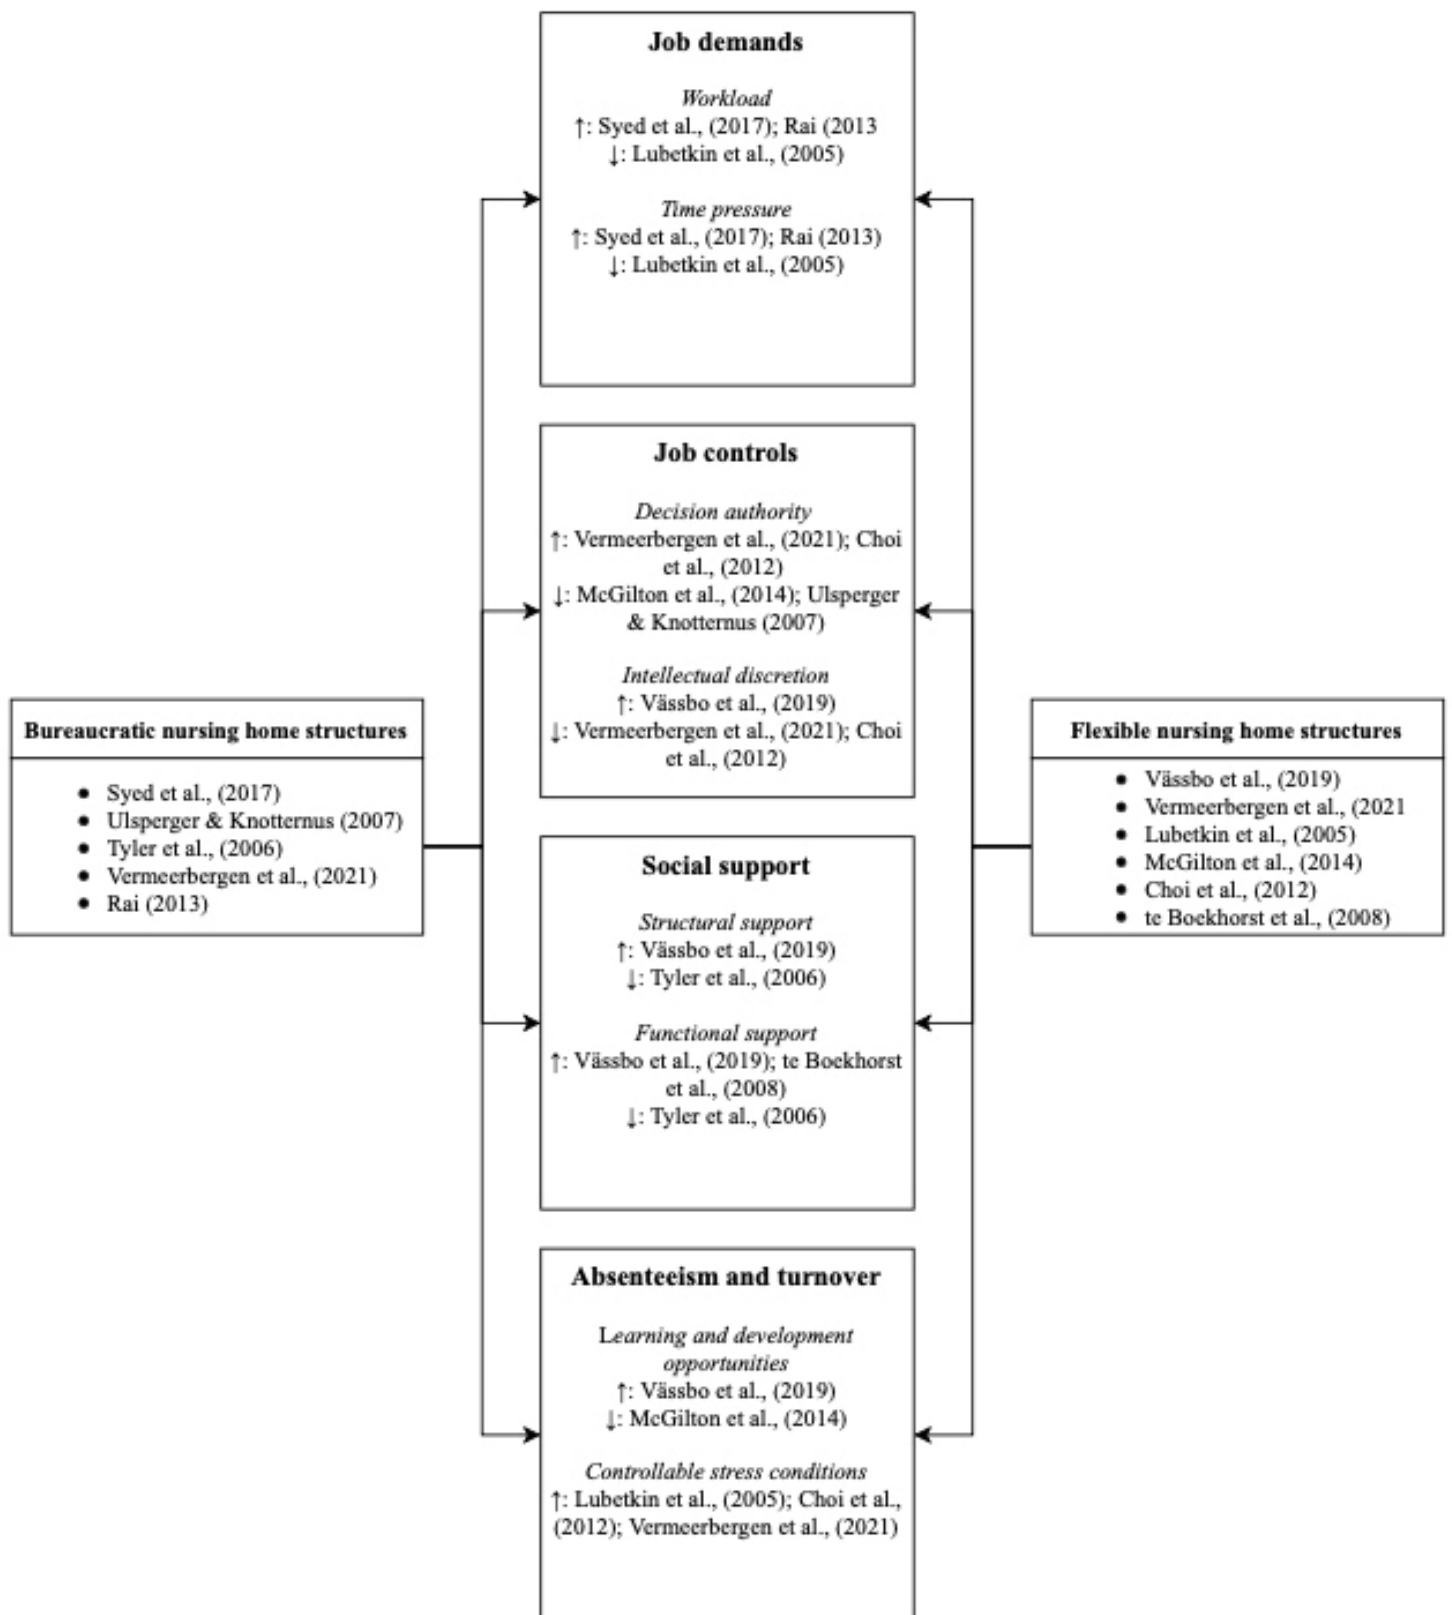 Job demands
Workload
↑: Syed et al., (2017); Rai (2013
↓: Lubetkin et al., (2005)
Time pressure
↑: Syed et al., (2017); Rai (2013)
↓: Lubetkin et al., (2005)
Job controls
Decision authority
↑: Vermeerbergen et al., (2021); Choi
et al., (2012)
↓: McGilton et al., (2014); Ulsperger
& Knotternus (2007)
Intellectual discretion
↑: Vässbo et al., (2019)
↓: Vermeerbergen et al., (2021); Choi
et al., (2012)
Bureaucratic nursing home structures
● Syed et al., (2017)
● Ulsperger & Knotternus (2007)
● Tyler et al., (2006)
● Vermeerbergen et al., (2021)
● Rai (2013)
Flexible nursing home structures
● Vässbo et al., (2019)
● Vermeerbergen et al., (2021
● Lubetkin et al., (2005)
● McGilton et al., (2014)
● Choi et al., (2012)
● te Boekhorst et al., (2008)
Social support
Structural support
↑: Vässbo et al., (2019)
↓: Tyler et al., (2006)
Functional support
↑: Vässbo et al., (2019); te Boekhorst
et al., (2008)
↓: Tyler et al., (2006)
Absenteeism and turnover
Learning and development
opportunities
↑: Vässbo et al., (2019)
↓: McGilton et al., (2014)
Controllable stress conditions
↑: Lubetkin et al., (2005); Choi et al.,
(2012); Vermeerbergen et al., (2021)